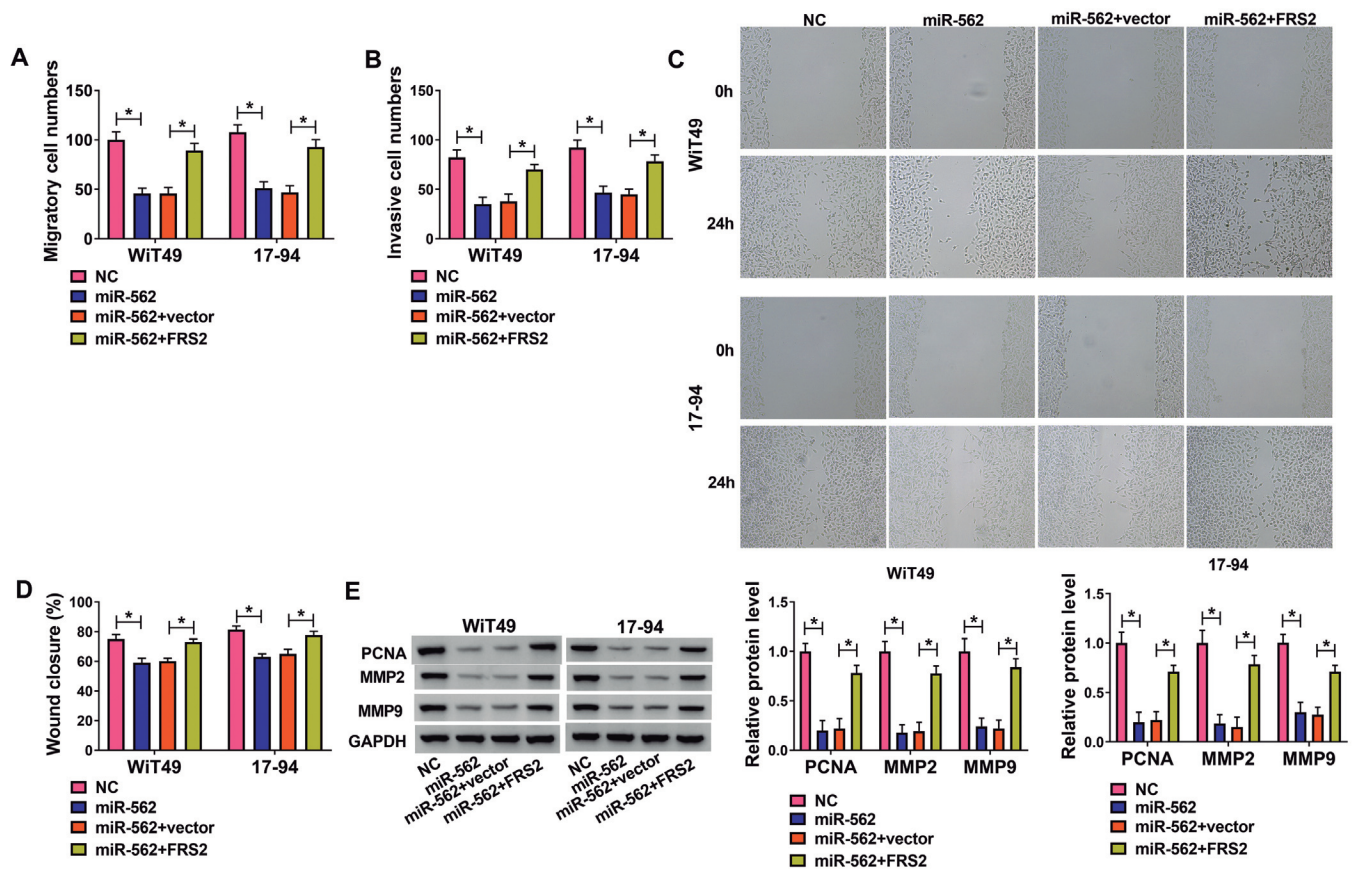 A
Migratory cell numbers
150
100
50
0
*
*
*
*
WiT49
17-94
NC
miR-562
miR-562+vector
miR-562+FRS2
B
Invasive cell numbers
150
100
50
0
*
*
*
*
WiT49
17-94
NC
miR-562
miR-562+vector
miR-562+FRS2
C
NC
miR-562
miR-562+vector
miR-562+FRS2
WiT49
0h
24h
17-94
0h
24h
D
Wound closure (%)
100
80
60
40
20
0
*
*
*
*
WiT49
17-94
NC
miR-562
miR-562+vector
miR-562+FRS2
E
WiT49
17-94
PCNA
MMP2
MMP9
GAPDH
NC
miR-562
miR-562+vector
miR-562+FRS2
NC
miR-562
miR-562+vector
miR-562+FRS2
WiT49
Relative protein level
1.5
1.0
0.5
0.0
*
*
*
*
*
*
PCNA
MMP2
MMP9
NC
miR-562
miR-562+vector
miR-562+FRS2
17-94
Relative protein level
1.5
1.0
0.5
0.0
*
*
*
*
*
*
PCNA
MMP2
MMP9
NC
miR-562
miR-562+vector
miR-562+FRS2